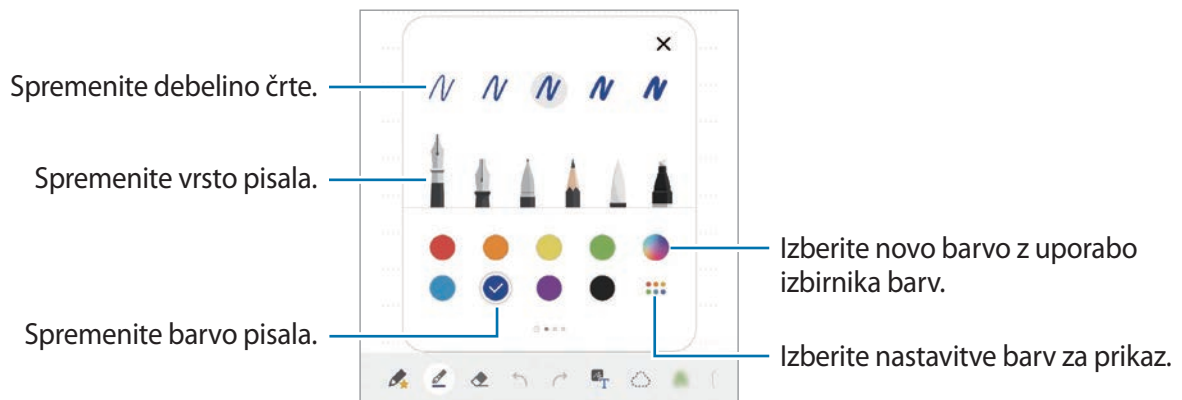 Spremenite debelino črte.
Spremenite vrsto pisala.
Izberite novo barvo z uporabo
izbirnika barv.
Spremenite barvo pisala.
Izberite nastavitve barv za prikaz.